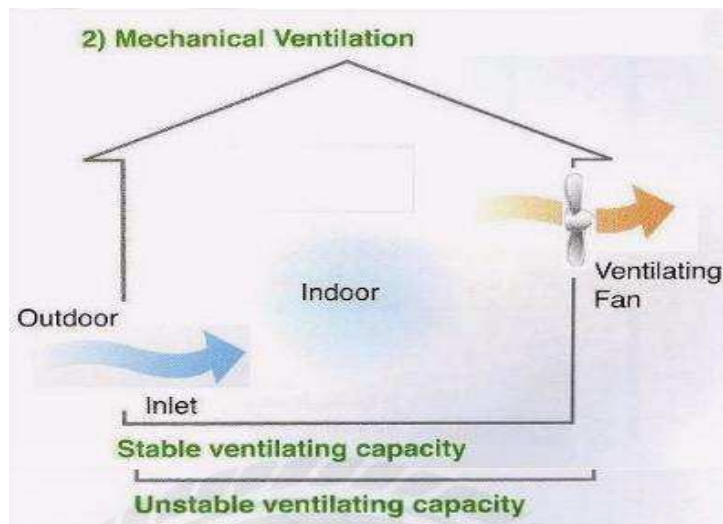 2) Mechanical Ventilation
Indoor
Ventilating
Fan
Outdoor
Inlet
Stable ventilating capacity
Unstable ventilating capacity